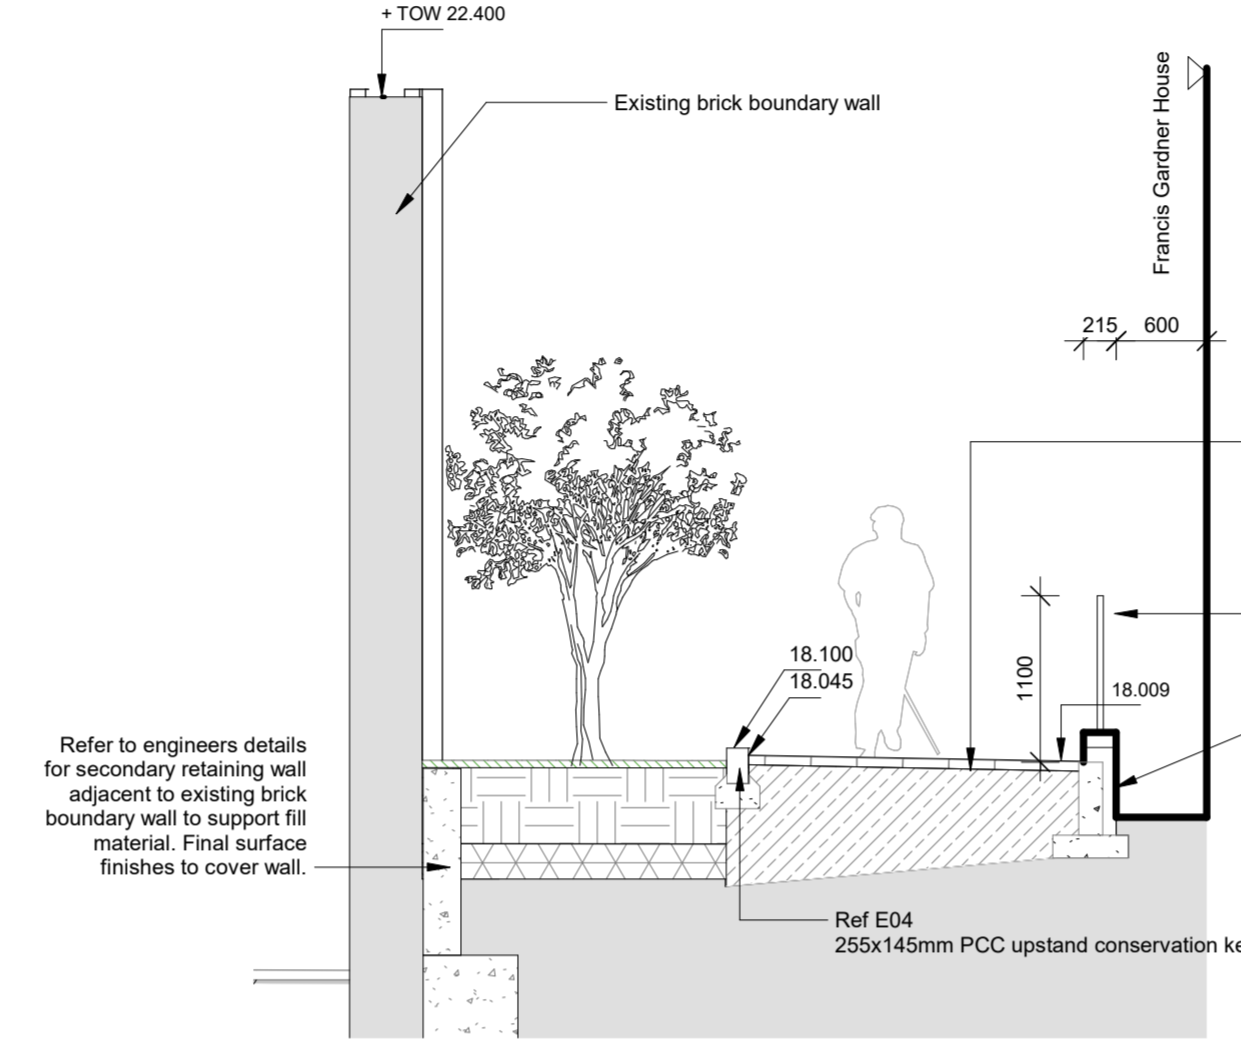 + TOW 22.400
Existing brick boundary wall
Francis Gardner House
215
600
18.100
18.045
1100
18.009
Refer to engineers details
for secondary retaining wall
adjacent to existing brick
boundary wall to support fill
material. Final surface
finishes to cover wall.
Ref E04
255x145mm PCC upstand conservation ke